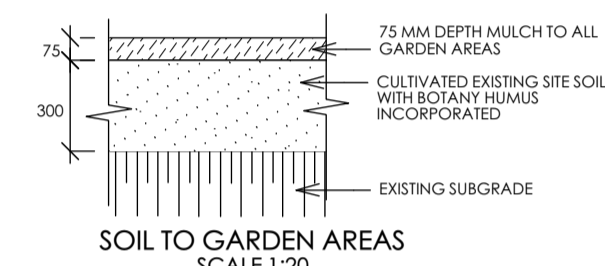 75 MM DEPTH MULCH TO ALL
GARDEN AREAS
75
CULTIVATED EXISTING SITE SOIL
WITH BOTANY HUMUS
INCORPORATED
300
EXISTING SUBGRADE
SOIL TO GARDEN AREAS
SCALE 1:20